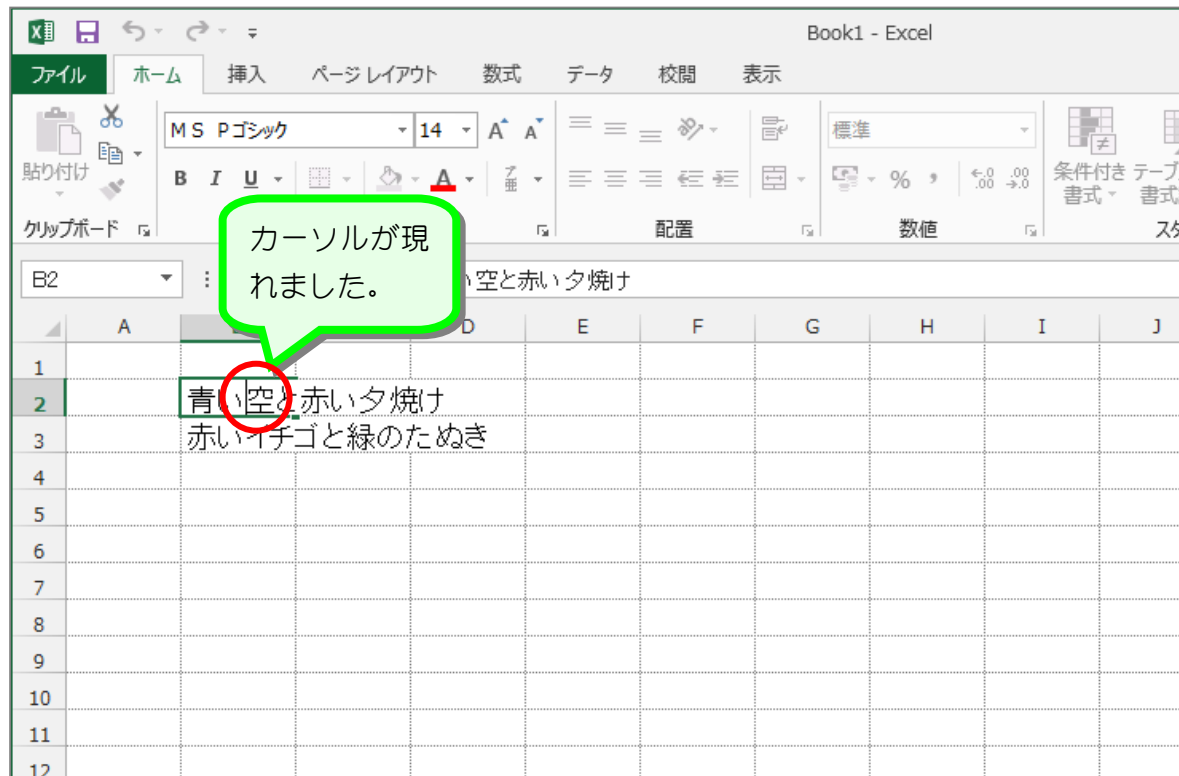 Book1 - Excel
ファイル ホーム 挿入 ページ レイアウト 数式 データ 校閲 表示
ＭＳ Ｐゴシック 14 A A 標準
貼り付け B I U A 亜 % 条件付き
書式
クリップボード 配置 数値
カーソルが現
れました。
B2 空と赤い夕焼け
A D E F G H I J
1
2 青い空と赤い夕焼け
3 赤いイチゴと緑のたぬき
4
5
6
7
8
9
10
11
12